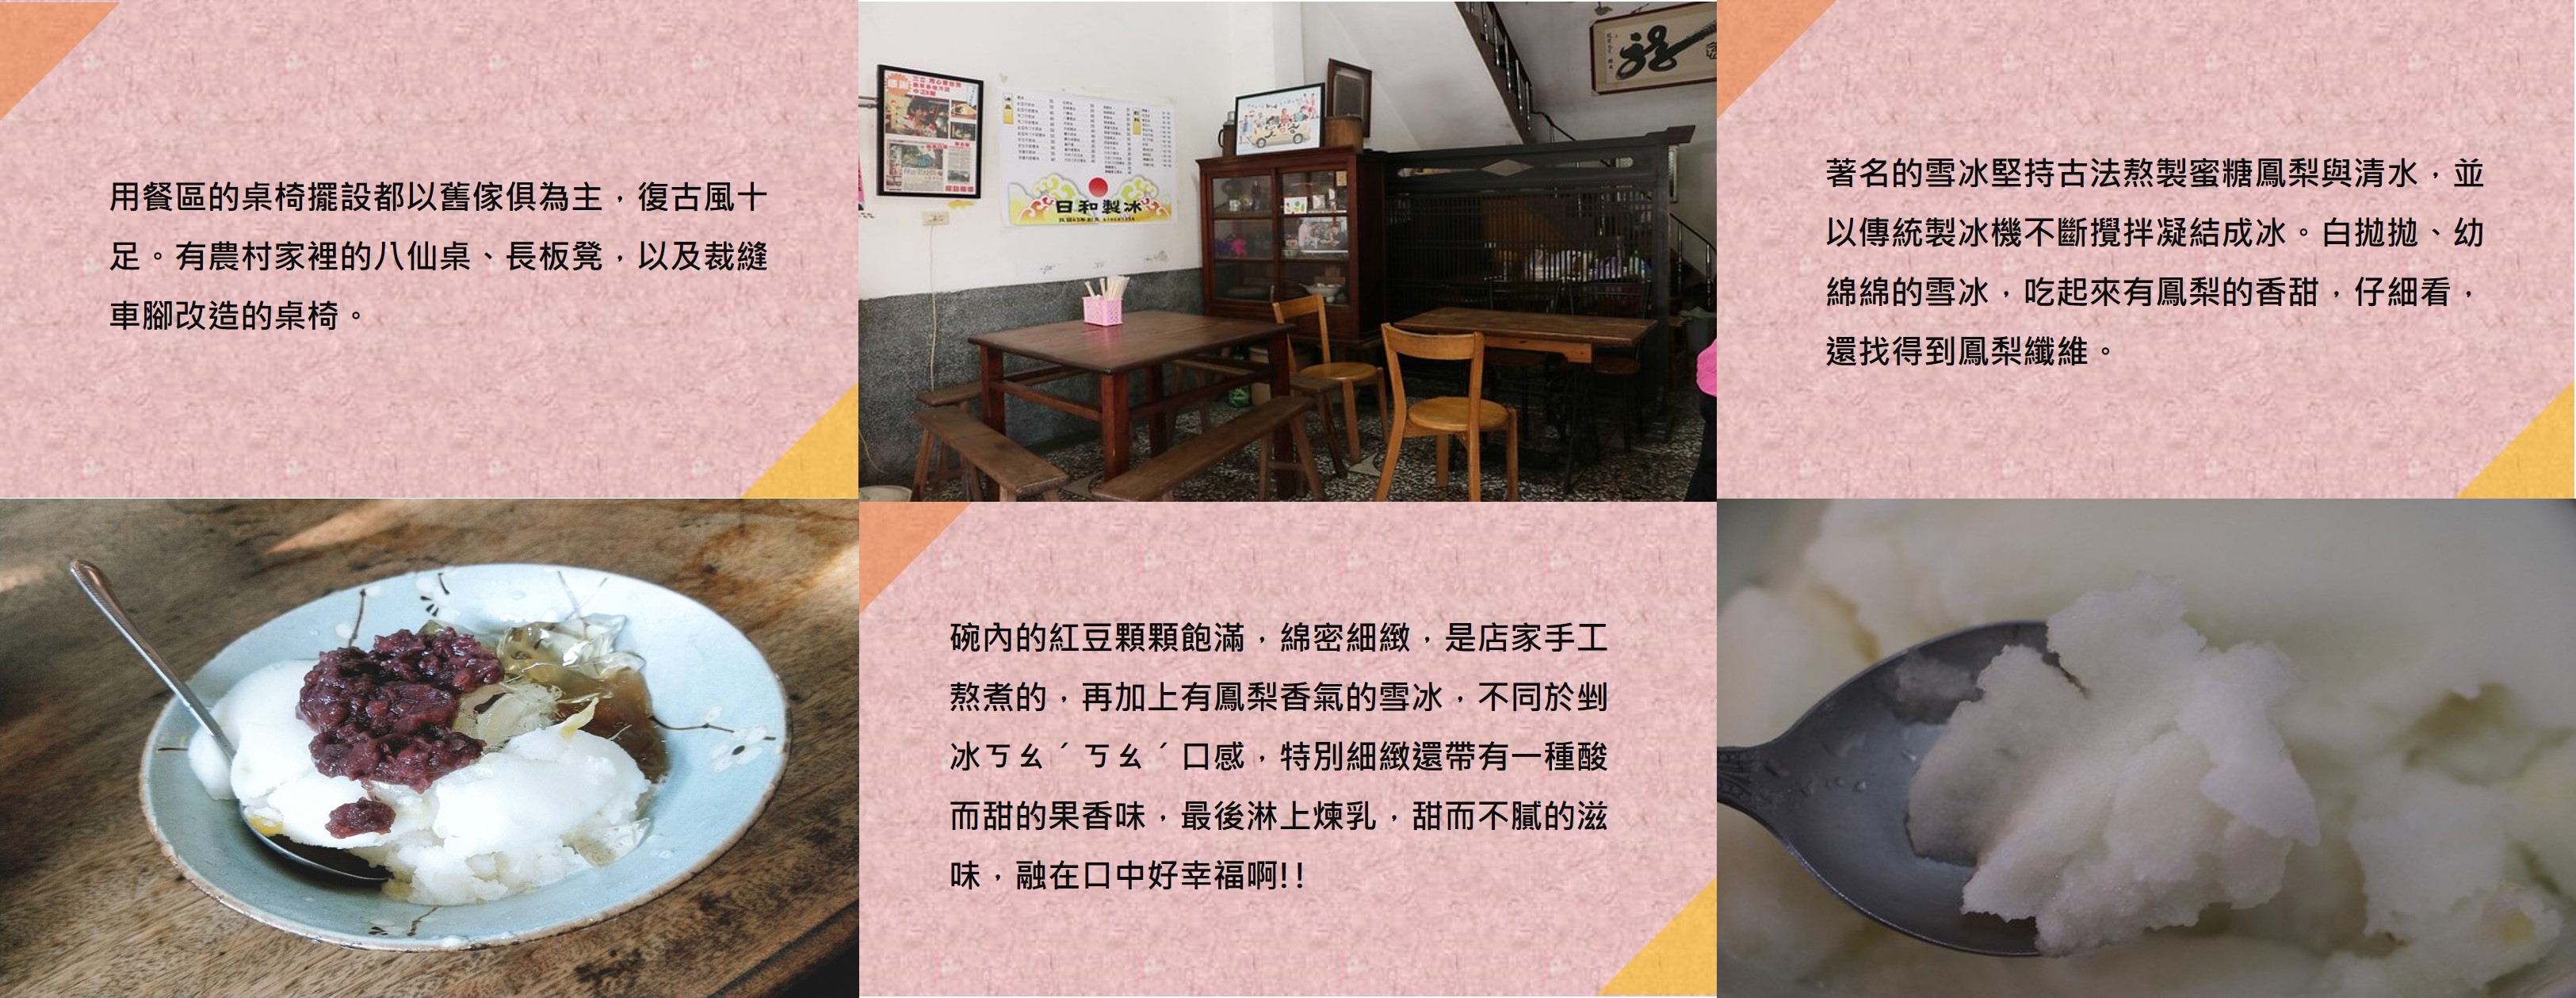 用餐區的桌椅擺設都以舊傢俱為主，復古風十
足。有農村家裡的八仙桌、長板凳，以及裁縫
車腳改造的桌椅。
日和製冰
著名的雪冰堅持古法熬製蜜糖鳳梨與清水，並
以傳統製冰機不斷攪拌凝結成冰。白拋拋、幼
綿綿的雪冰，吃起來有鳳梨的香甜，仔細看，
還找得到鳳梨纖維。
碗內的紅豆顆顆飽滿，綿密細緻，是店家手工
熬煮的，再加上有鳳梨香氣的雪冰，不同於剉
冰ㄎㄠˊㄎㄠˊ口感，特別細緻還帶有一種酸
而甜的果香味，最後淋上煉乳，甜而不膩的滋
味，融在口中好幸福啊!!